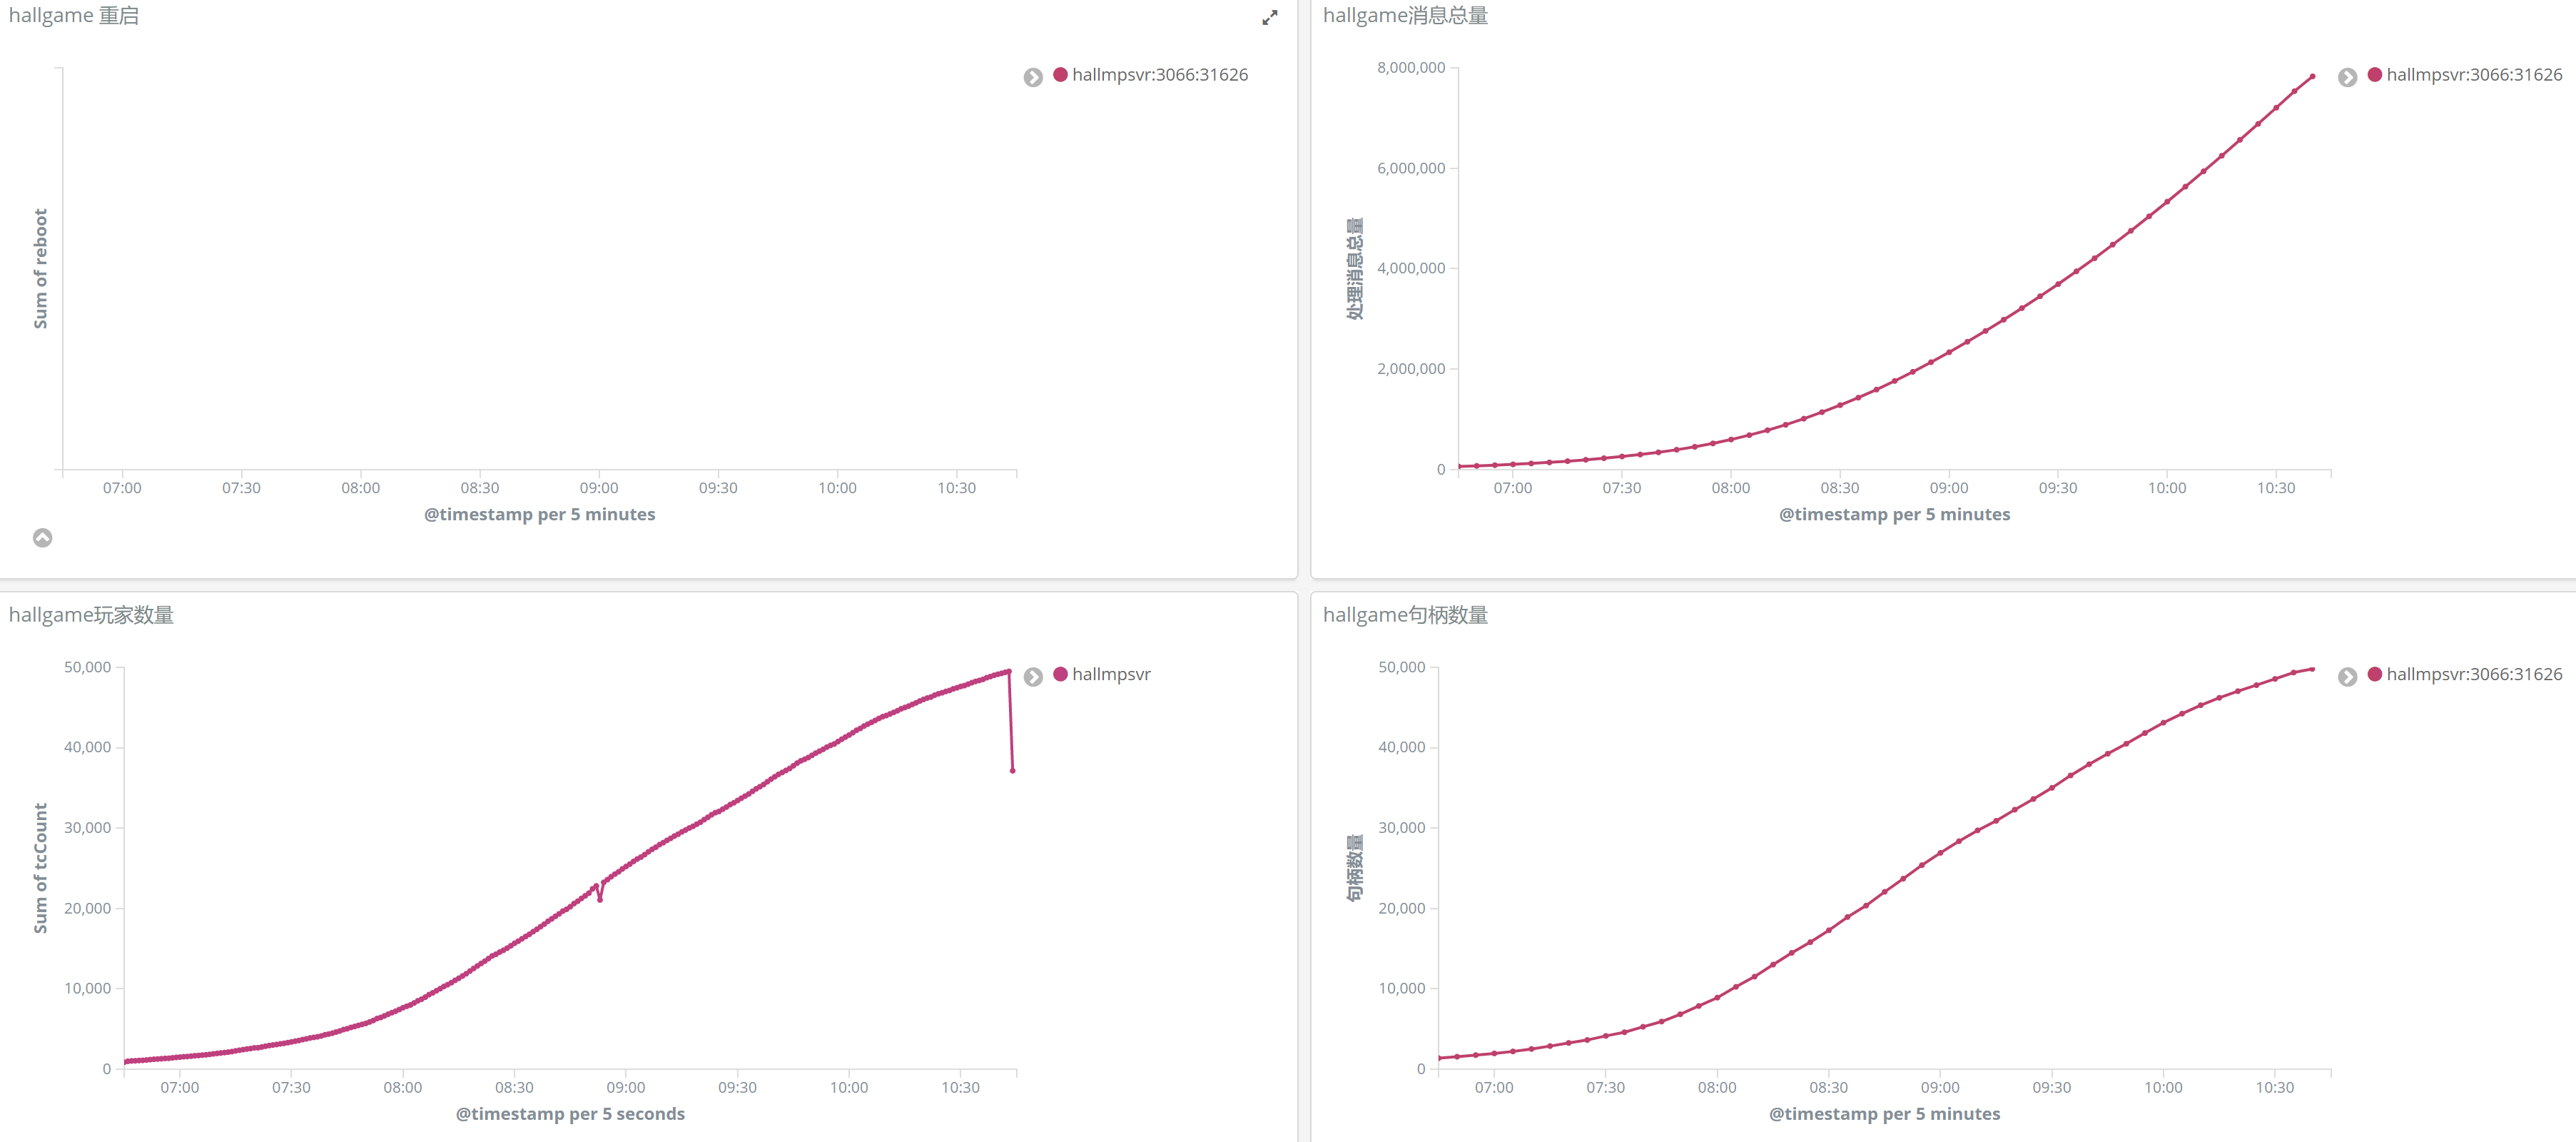 hallgame 重启
hallmpsvr:3066:31626
Sum of reboot
07:00 07:30 08:00 08:30 09:00 09:30 10:00 10:30
@timestamp per 5 minutes
hallgame消息总量
hallmpsvr:3066:31626
处理消息总量
8,000,000
6,000,000
4,000,000
2,000,000
0
07:00 07:30 08:00 08:30 09:00 09:30 10:00 10:30
@timestamp per 5 minutes
hallgame玩家数量
hallmpsvr
Sum of tcCount
50,000
40,000
30,000
20,000
10,000
0
07:00 07:30 08:00 08:30 09:00 09:30 10:00 10:30
@timestamp per 5 seconds
hallgame句柄数量
hallmpsvr:3066:31626
句柄数量
50,000
40,000
30,000
20,000
10,000
0
07:00 07:30 08:00 08:30 09:00 09:30 10:00 10:30
@timestamp per 5 minutes